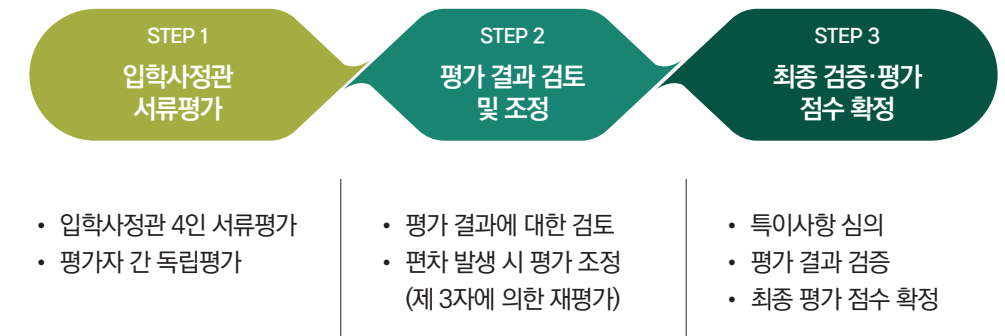 STEP 1
입학사정관
서류평가
STEP 2
평가 결과 검토
및 조정
STEP 3
최종 검증·평가
점수 확정
• 입학사정관 4인 서류평가
• 평가자 간 독립평가
• 평가 결과에 대한 검토
• 편차 발생 시 평가 조정
(제 3자에 의한 재평가)
• 특이사항 심의
• 평가 결과 검증
• 최종 평가 점수 확정